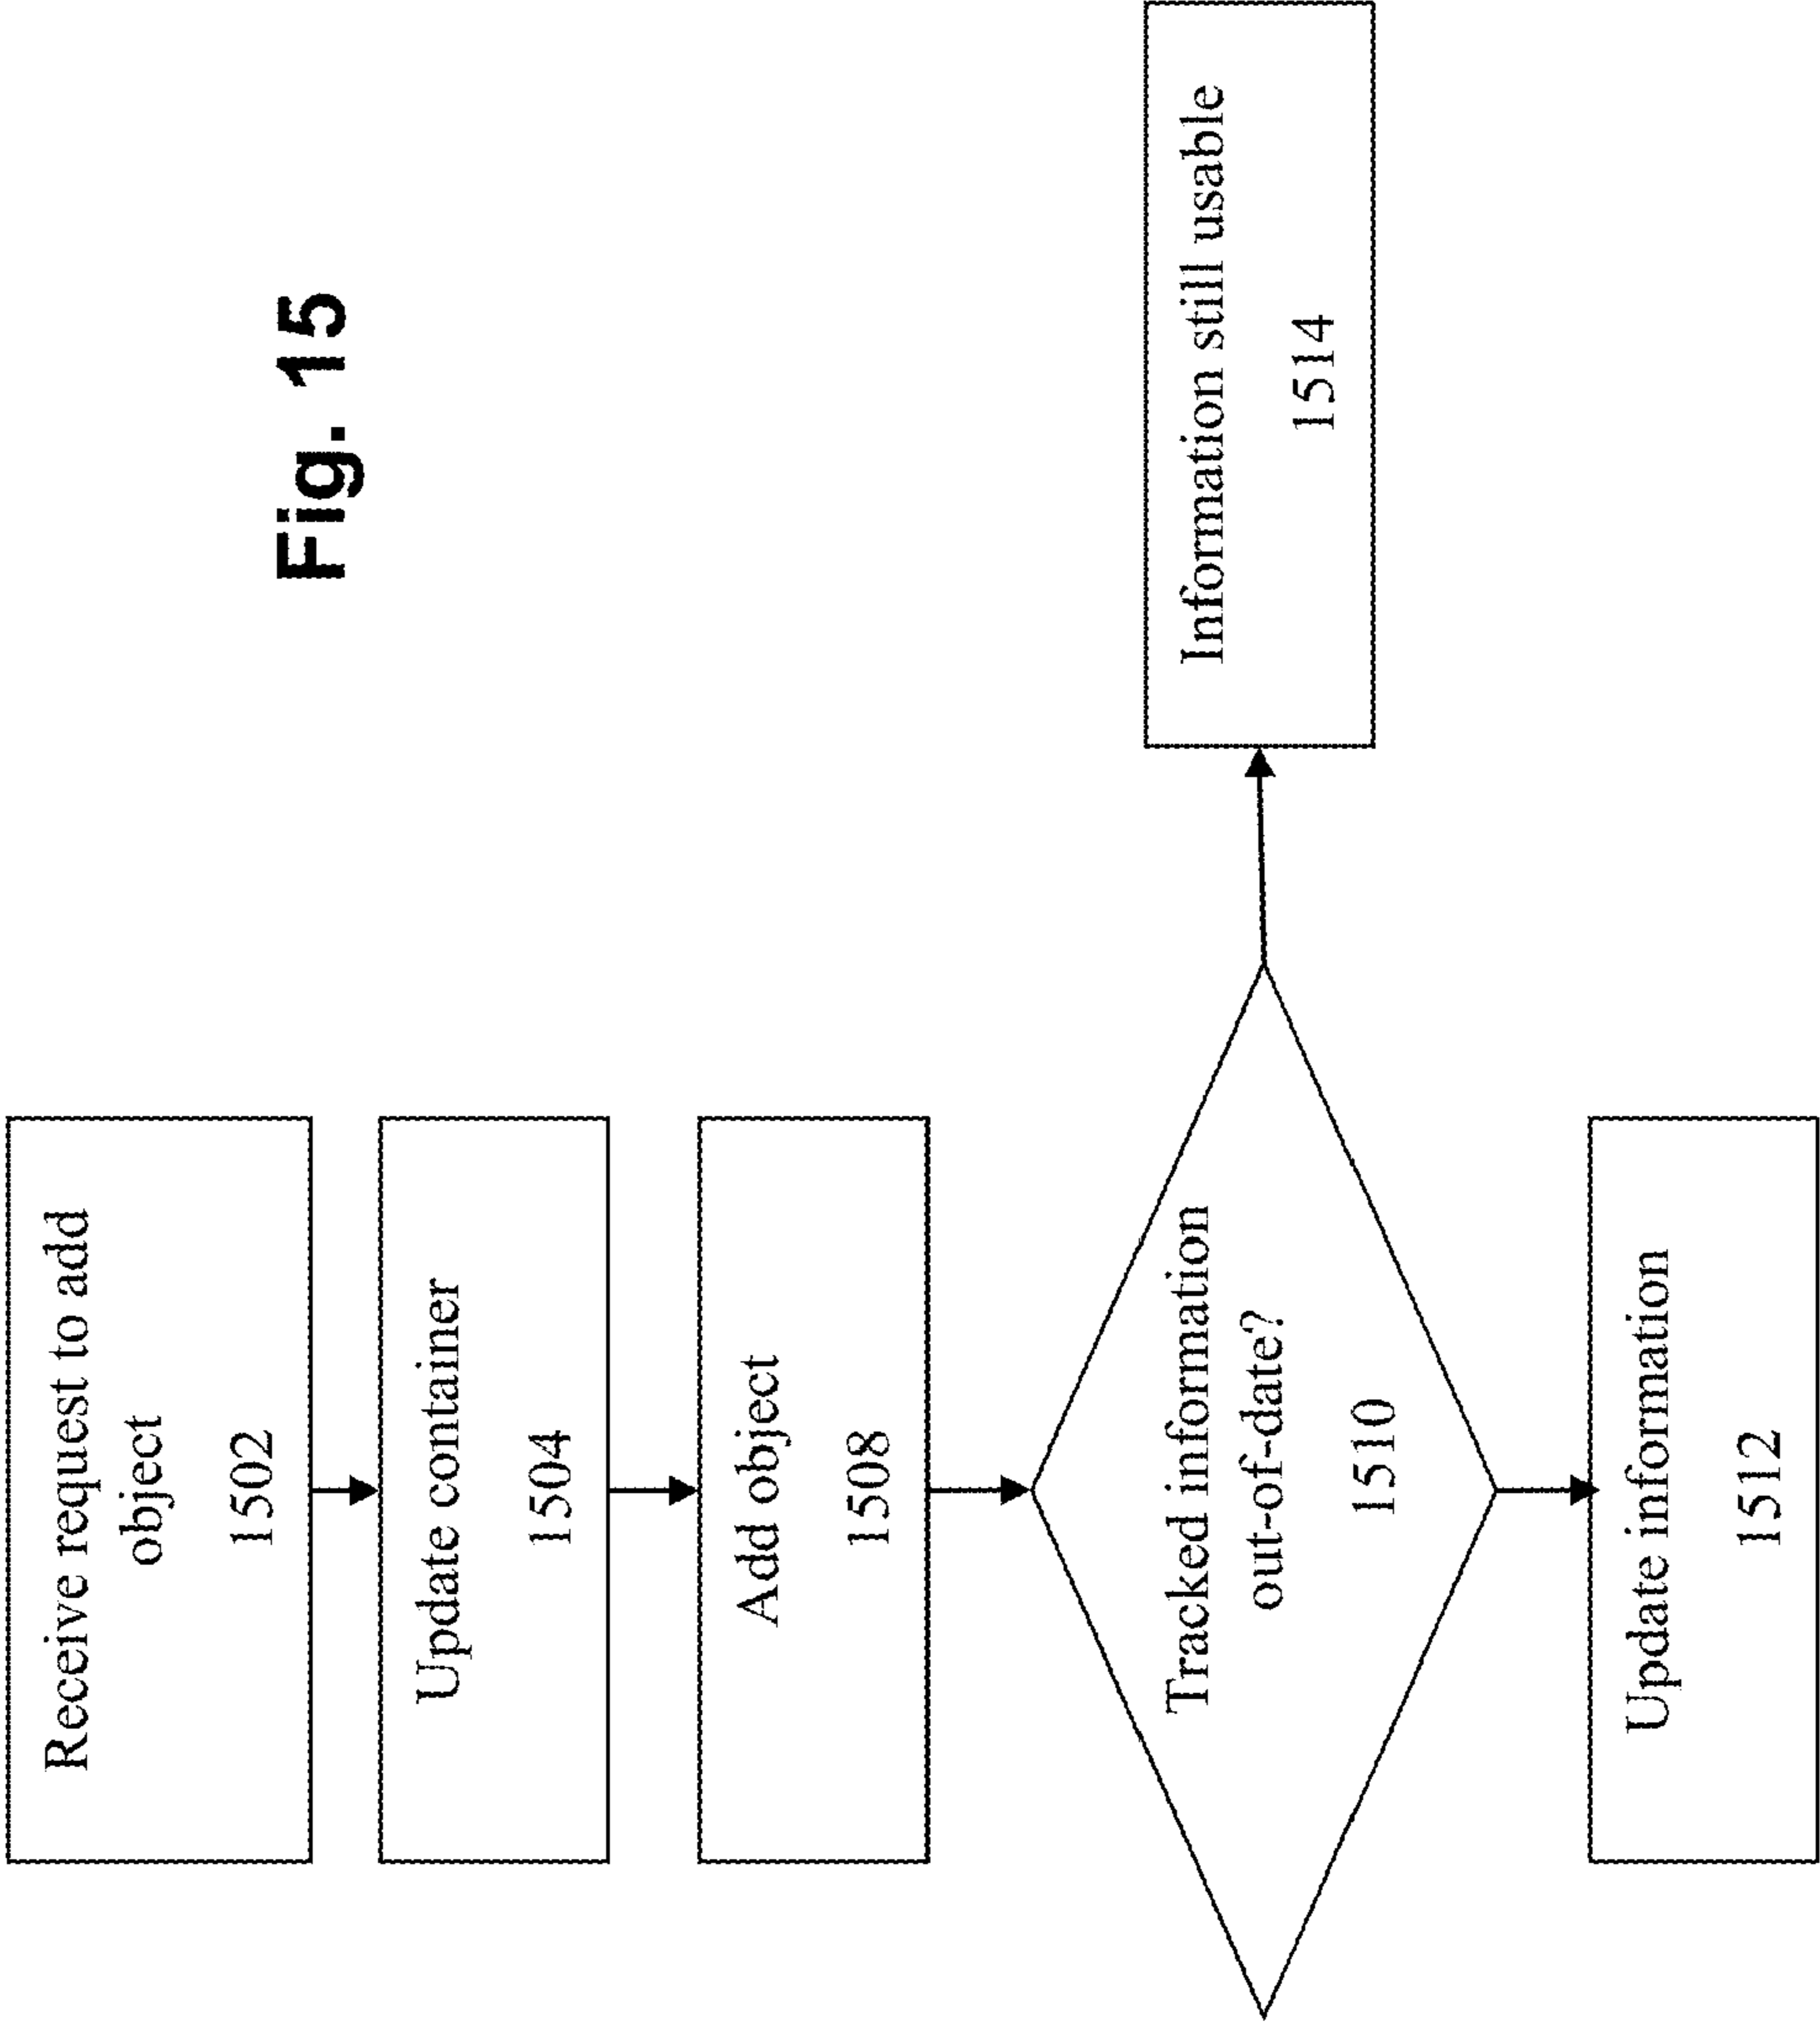 Fig. 15
Receive request to add
object
1502
Update container
1504
Add object
1508
Tracked information
out-of-date?
1510
Information still usable
1514
Update information
1512